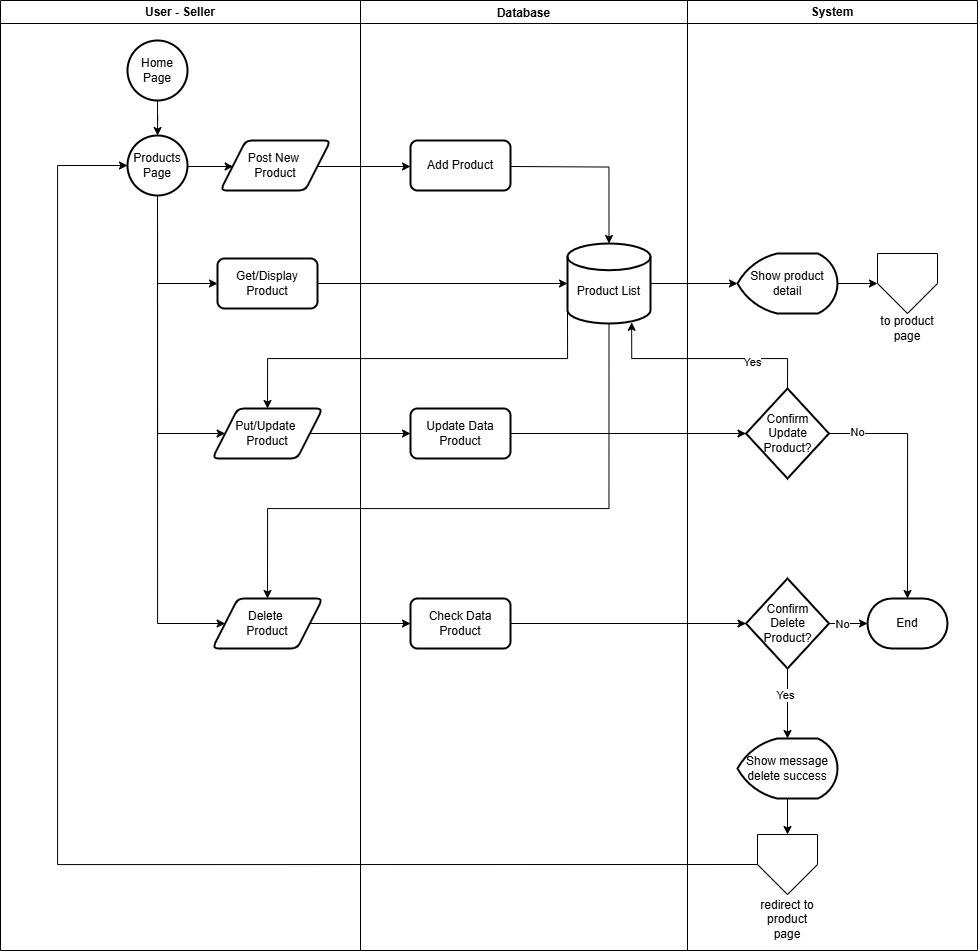 User - Seller
Database
System
Home
Page
Products
Page
Post New
Product
Add Product
Get/Display
Product
Product List
Show product
detail
to product
page
Yes
Put/Update
Product
Update Data
Product
Confirm
Update
Product?
No
Delete
Product
Check Data
Product
Confirm
Delete
Product?
No
End
Yes
Show message
delete success
redirect to
product
page